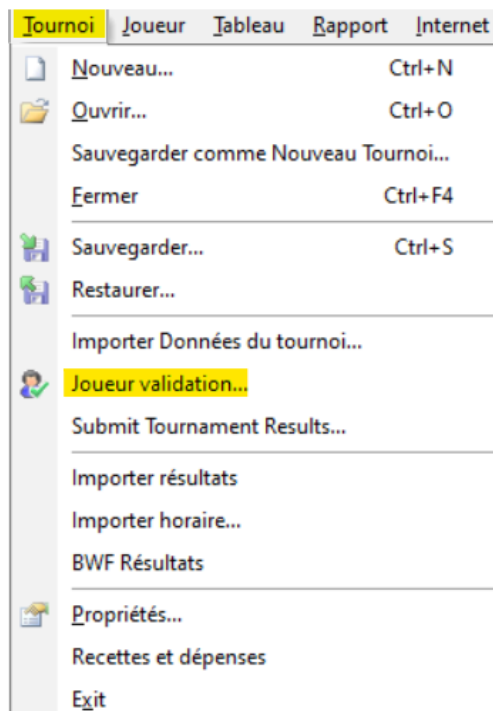 Tournoi Joueur Tableau Rapport Internet
Nouveau... Ctrl+N
Ouvrir... Ctrl+O
Sauvegarder comme Nouveau Tournoi...
Fermer Ctrl+F4
Sauvegarder... Ctrl+S
Restaurer...
Importer Données du tournoi...
Joueur validation...
Submit Tournament Results...
Importer résultats
Importer horaire...
BWF Résultats
Propriétés...
Recettes et dépenses
Exit